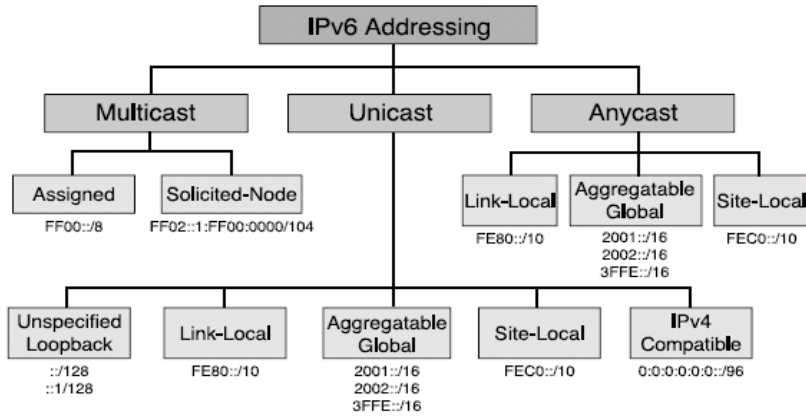 IPv6 Addressing
Multicast
Unicast
Anycast
Assigned
FF00::/8
Solicited-Node
FF02::1:FF00:0000/104
Link-Local
FE80::/10
Aggregatable
Global
2001::/16
2002::/16
3FFE::/16
Site-Local
FEC0::/10
Unspecified
Loopback
::/128
::1/128
Link-Local
FE80::/10
Aggregatable
Global
2001::/16
2002::/16
3FFE::/16
Site-Local
FEC0::/10
IPv4
Compatible
0:0:0:0:0:0::/96